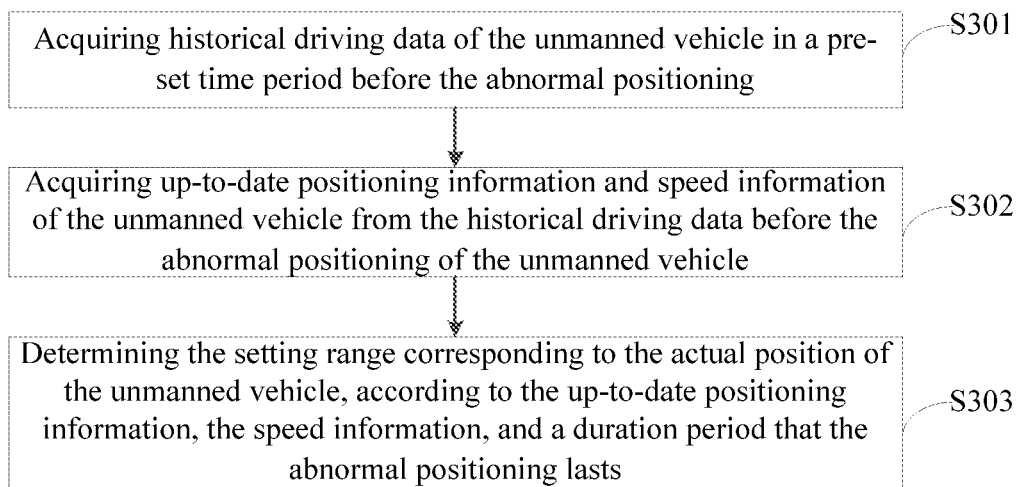 Acquiring historical driving data of the unmanned vehicle in a pre-
set time period before the abnormal positioning
S301
Acquiring up-to-date positioning information and speed information
of the unmanned vehicle from the historical driving data before the
abnormal positioning of the unmanned vehicle
S302
Determining the setting range corresponding to the actual position of
the unmanned vehicle, according to the up-to-date positioning
information, the speed information, and a duration period that the
abnormal positioning lasts
S303